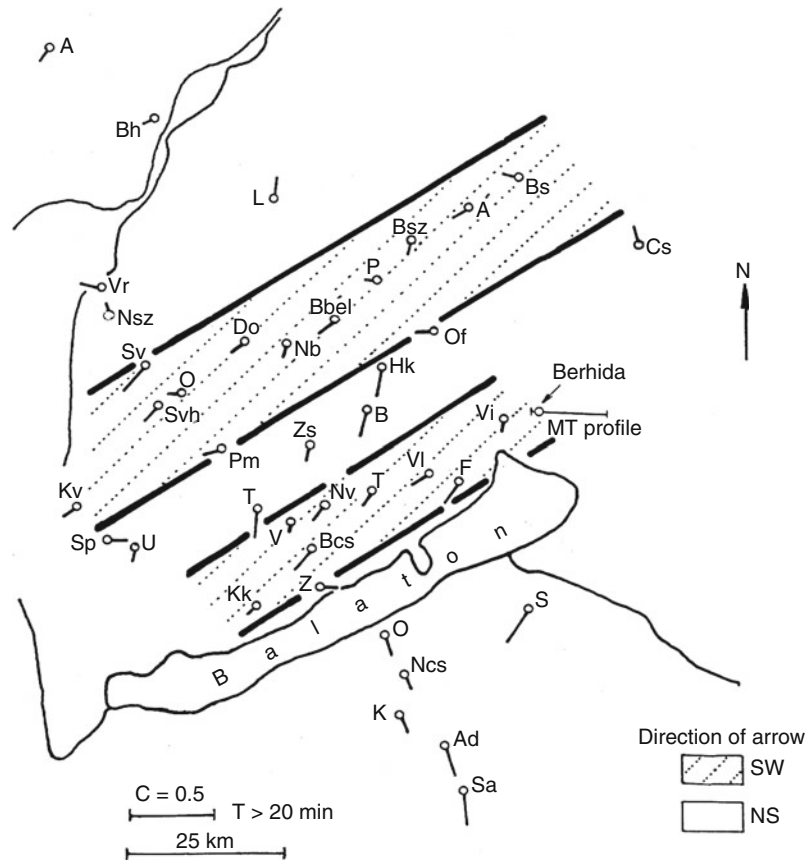 A
Bh
L
Bs
A
Bsz
Cs
P
N
Vr
Nsz
Bbel
Do
Nb
Of
Sv
Hk
O
Svh
Berhida
B
Vi
MT profile
Zs
Pm
Vl
F
Kv
T
Nv
T
V
Sp
U
Bcs
Z
Kk
Balaton
S
O
Ncs
K
Ad
Direction of arrow
SW
Sa
C = 0.5
T > 20 min
NS
25 km